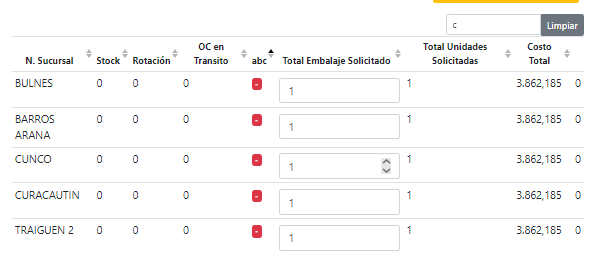 c Limpiar
N. Sucursal Stock Rotación OC en Transito abc Total Embalaje Solicitado Total Unidades Solicitadas Costo Total
BULNES 0 0 0 - 1 1 3.862,185 0
BARROS ARANA 0 0 0 - 1 1 3.862,185 0
CUNCO 0 0 0 - 1 1 3.862,185 0
CURACAUTIN 0 0 0 - 1 1 3.862,185 0
TRAIGUEN 2 0 0 0 - 1 1 3.862,185 0